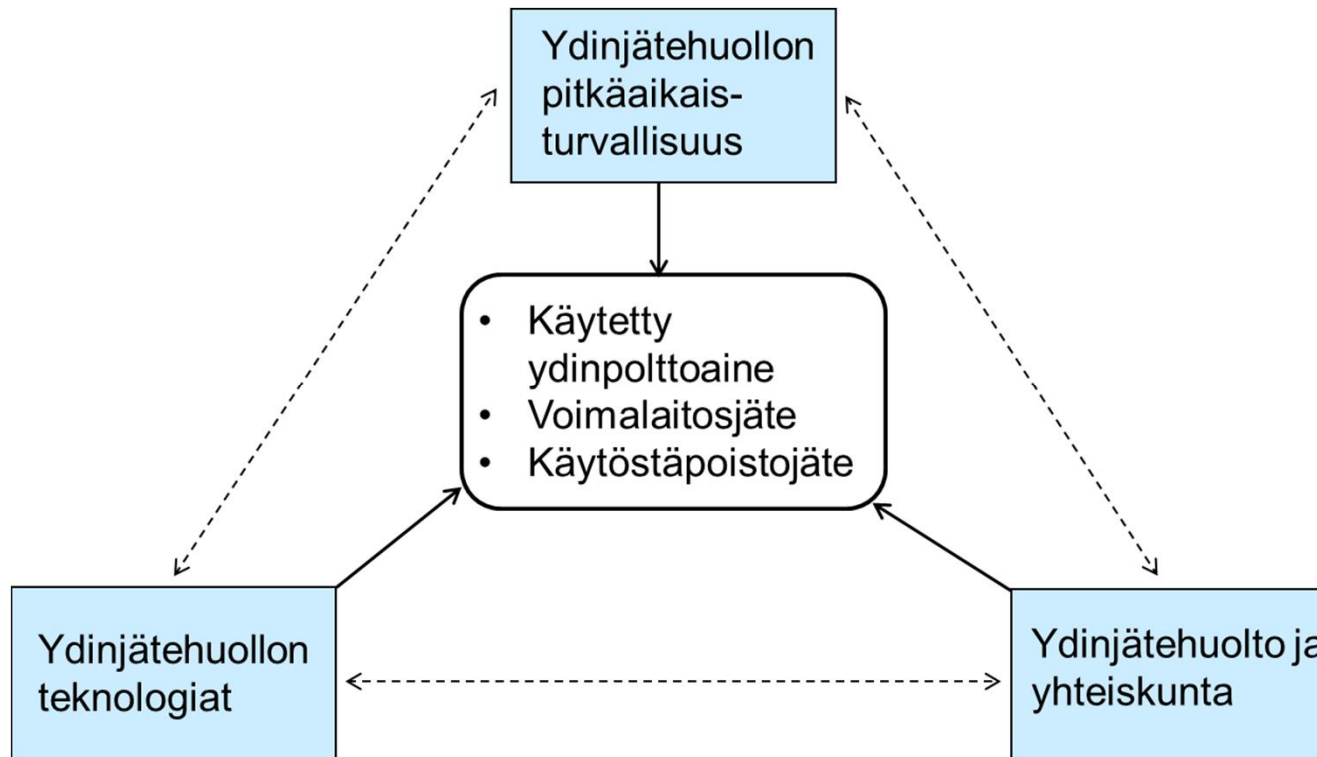 Ydinjätehuollon
pitkäaikais-
turvallisuus
• Käytetty
ydinpolttoaine
• Voimalaitosjäte
• Käytöstäpoistojäte
Ydinjätehuollon
teknologiat
Ydinjätehuolto ja
yhteiskunta